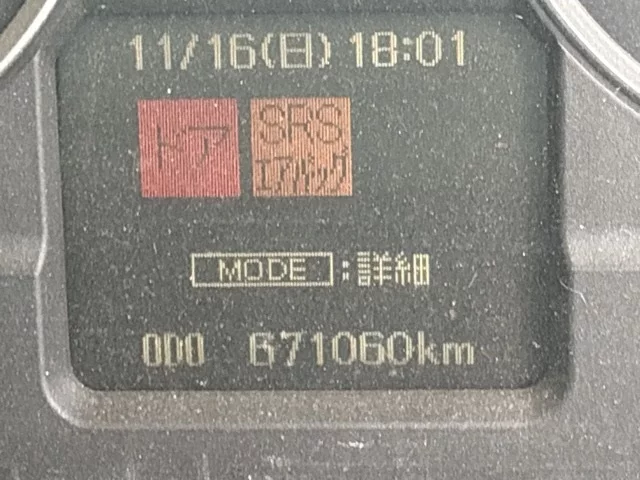 11/16(日) 18:01
ドア SRS
エアバッグ
MODE :詳細
ODO 671060km